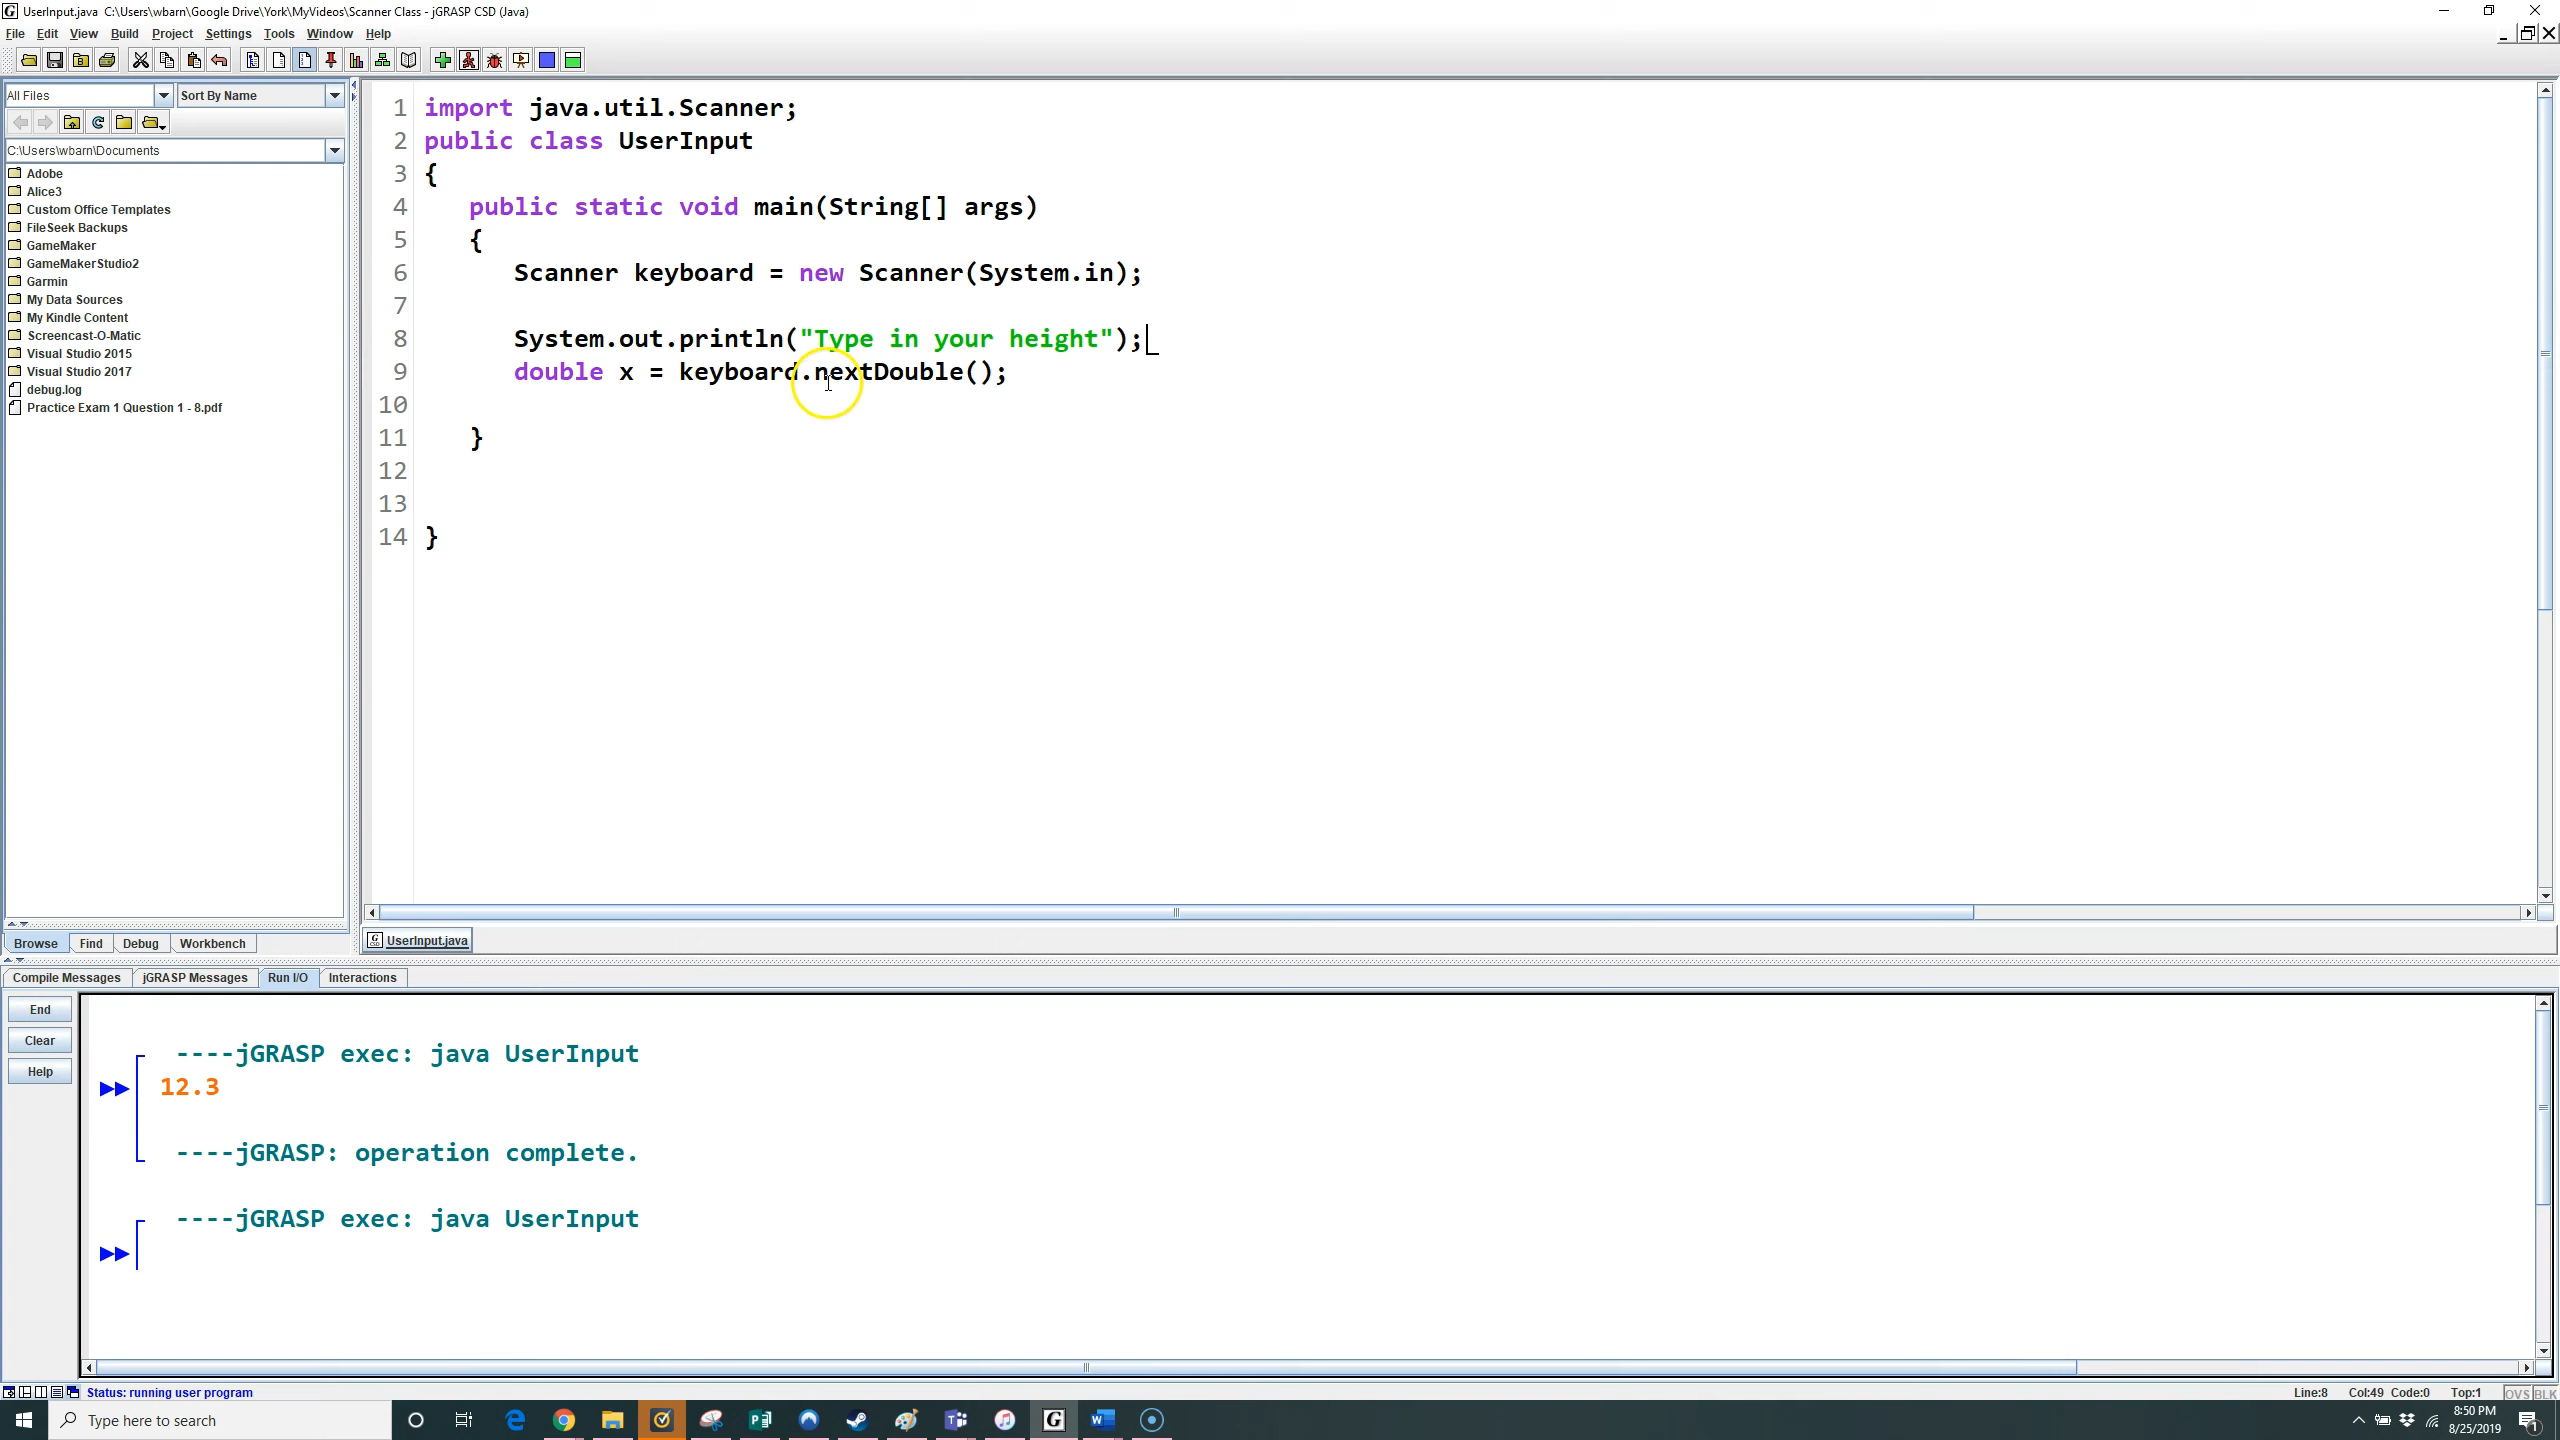 UserInput.java C:\Users\wbarn\Google Drive\York\MyVideos\Scanner Class - jGRASP CSD (Java)
File Edit View Build Project Settings Tools Window Help
All Files Sort By Name
C:\Users\wbarn\Documents
Adobe
Alice3
Custom Office Templates
FileSeek Backups
GameMaker
GameMakerStudio2
Garmin
My Data Sources
My Kindle Content
Screencast-O-Matic
Visual Studio 2015
Visual Studio 2017
debug.log
Practice Exam 1 Question 1 - 8.pdf
Browse Find Debug Workbench
1 import java.util.Scanner;
2 public class UserInput
3 {
4 public static void main(String[] args)
5 {
6 Scanner keyboard = new Scanner(System.in);
7
8 System.out.println("Type in your height");
9 double x = keyboard.nextDouble();
10
11 }
12
13
14 }
UserInput.java
Compile Messages jGRASP Messages Run I/O Interactions
End
Clear
Help
----jGRASP exec: java UserInput
12.3
----jGRASP: operation complete.
----jGRASP exec: java UserInput
Status: running user program
Line:8 Col:49 Code:0 Top:1 OVS BLK
Type here to search
8:50 PM
8/25/2019